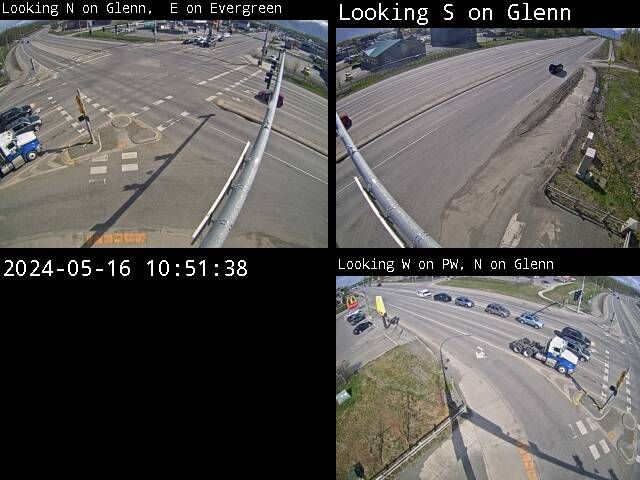 Looking N on Glenn,  E on Evergreen
Looking S on Glenn
2024-05-16 10:51:38
Looking W on PW, N on Glenn